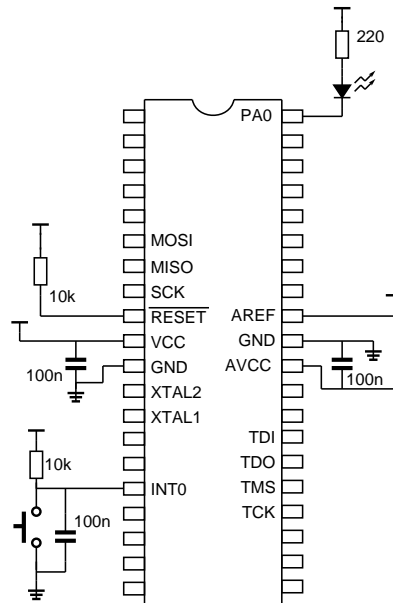 220
PA0
MOSI
MISO
SCK
10k
RESET
AREF
VCC
GND
100n
GND
AVCC
100n
XTAL2
XTAL1
TDI
10k
TDO
INT0
TMS
100n
TCK